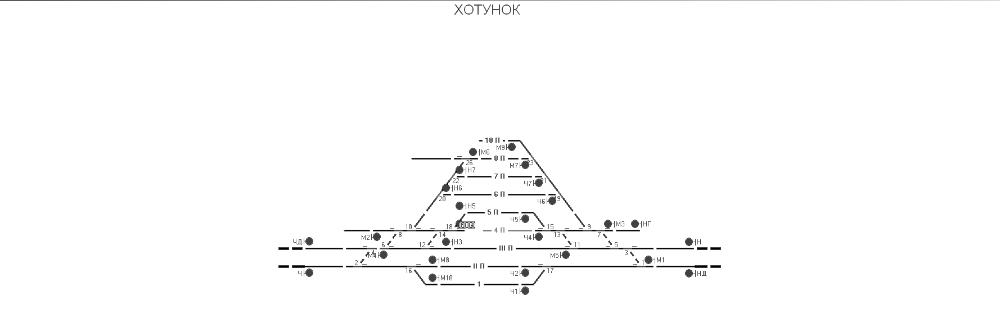 ХОТУНОК
10 П
М9
М6
8 П
26
М7
23
Н7
7 П
22
Ч7
21
Н6
6 П
20
Ч6
19
Н5
5 П
Ч5
6009
М3
НГ
10
18
4 П
15
9
8
14
13
7
М2
Ч4
ЧД
Н3
Н
6
12
III П
11
5
4
М4
М5
3
2
М8
М1
II П
1
Ч
16
Ч2
17
НД
М10
1
Ч1